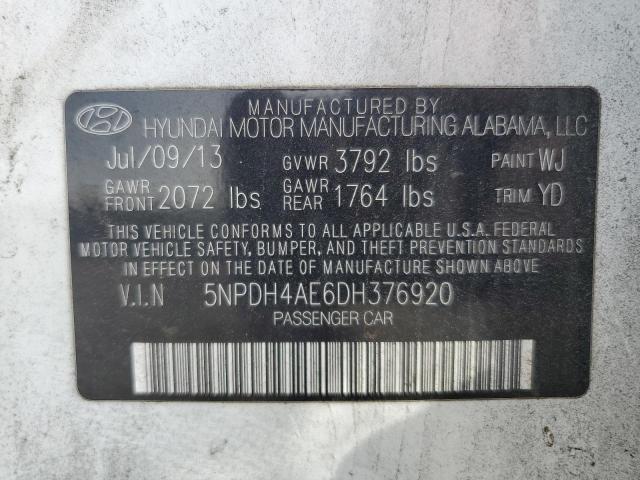 MANUFACTURED BY
HYUNDAI MOTOR MANUFACTURING ALABAMA, LLC
Jul/09/13 GVWR 3792 lbs PAINT WJ
GAWR FRONT 2072 lbs GAWR REAR 1764 lbs TRIM YD
THIS VEHICLE CONFORMS TO ALL APPLICABLE U.S.A. FEDERAL
MOTOR VEHICLE SAFETY, BUMPER, AND THEFT PREVENTION STANDARDS
IN EFFECT ON THE DATE OF MANUFACTURE SHOWN ABOVE
V.I.N 5NPDH4AE6DH376920
PASSENGER CAR